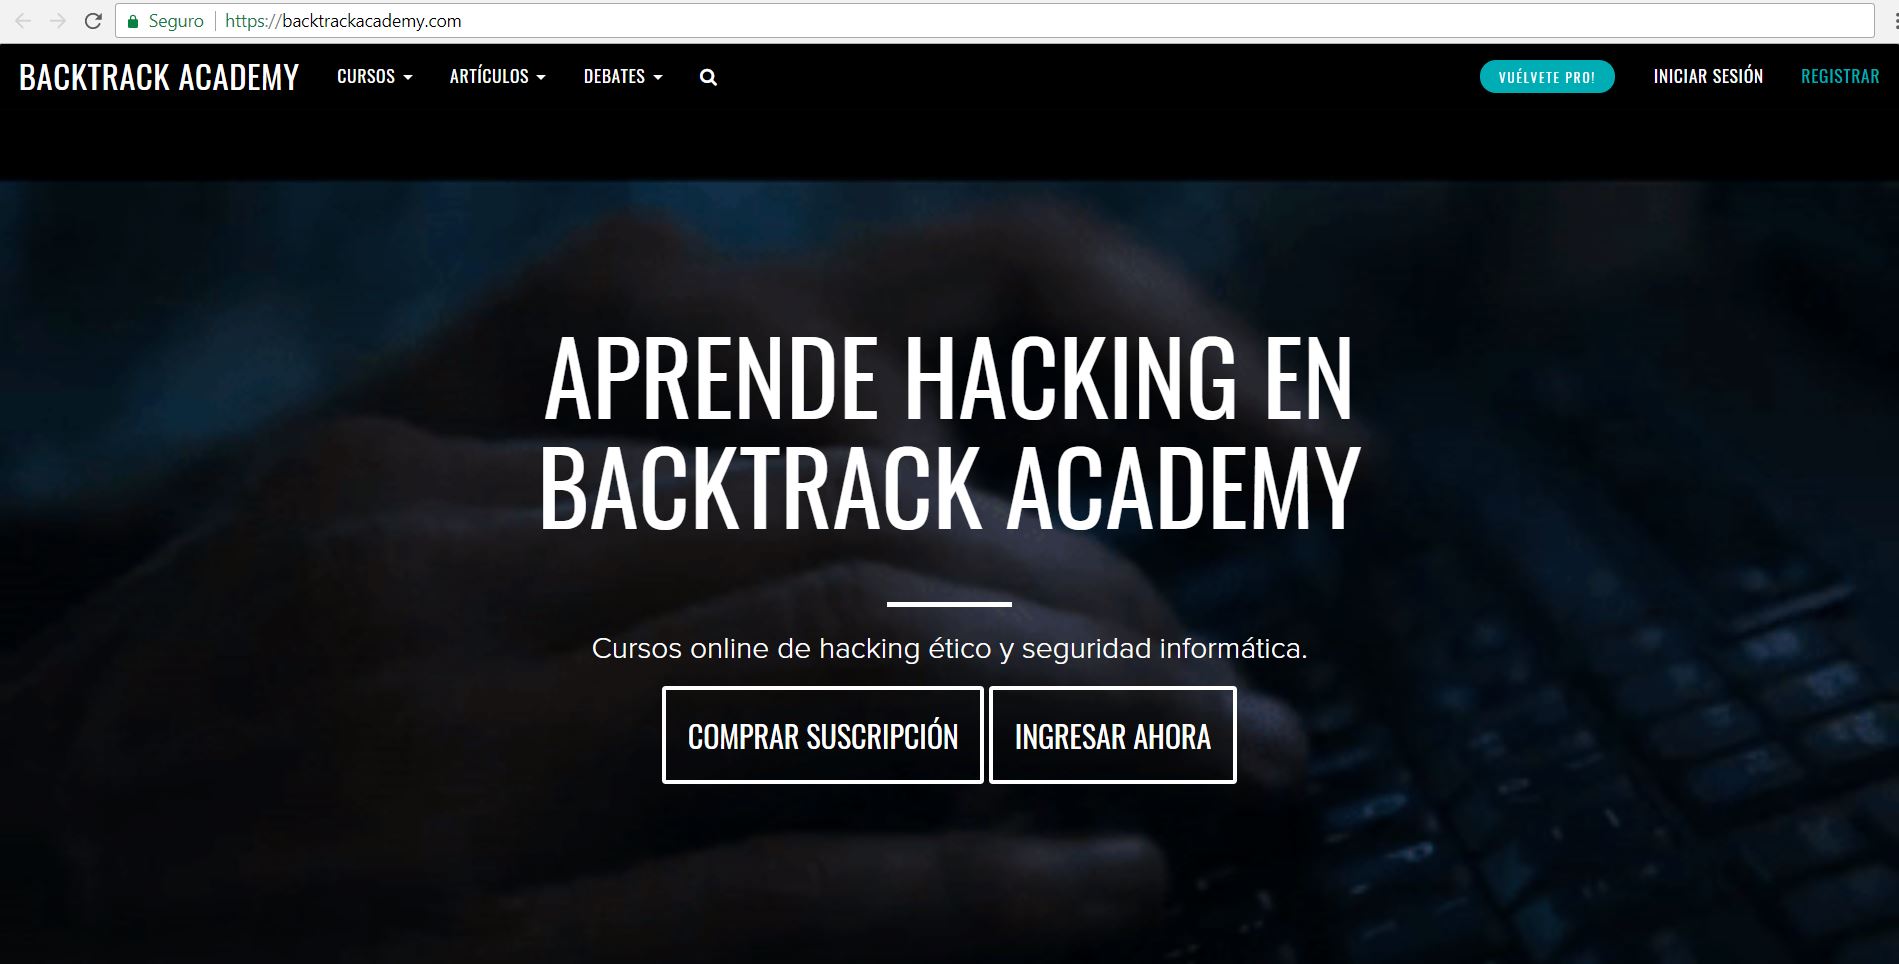 Seguro https://backtrackacademy.com
BACKTRACK ACADEMY CURSOS ARTÍCULOS DEBATES VUÉLVETE PRO! INICIAR SESIÓN REGISTRAR
APRENDE HACKING EN
BACKTRACK ACADEMY
Cursos online de hacking ético y seguridad informática.
COMPRAR SUSCRIPCIÓN INGRESAR AHORA